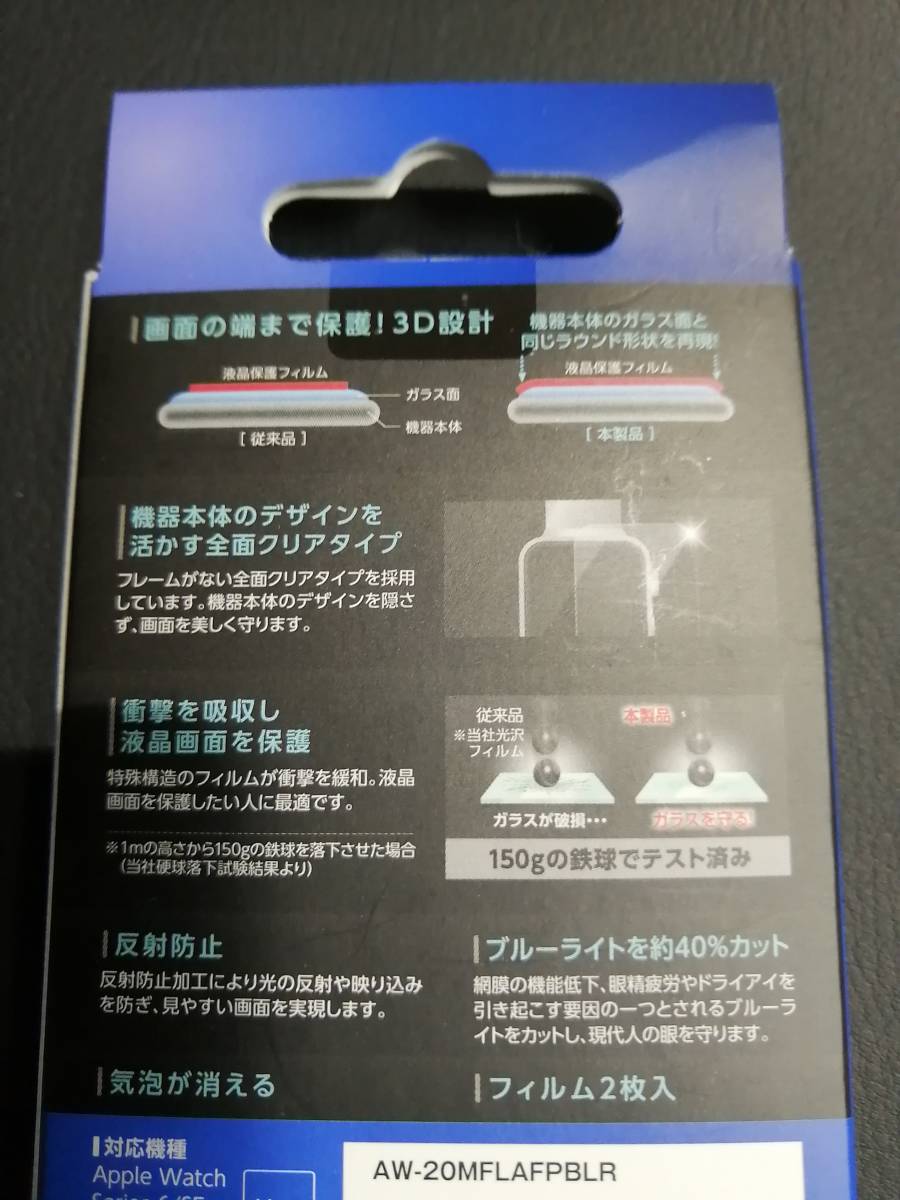 画面の端まで保護!3D設計
機器本体のガラス面と
同じラウンド形状を再現!
液晶保護フィルム
ガラス面
機器本体
[従来品]
液晶保護フィルム
[本製品]
機器本体のデザインを
活かす全面クリアタイプ
フレームがない全面クリアタイプを採用
しています。機器本体のデザインを隠さ
ず、画面を美しく守ります。
衝撃を吸収し
液晶画面を保護
特殊構造のフィルムが衝撃を緩和。液晶
画面を保護したい人に最適です。
※1mの高さから150gの鉄球を落下させた場合
(当社硬球落下試験結果より)
従来品
※当社光沢
フィルム
ガラスが破損・・・
本製品
ガラスを守る!
150gの鉄球でテスト済み
反射防止
反射防止加工により光の反射や映り込み
を防ぎ、見やすい画面を実現します。
ブルーライトを約40%カット
網膜の機能低下、眼精疲労やドライアイを
引き起こす要因の一つとされるブルーラ
イトをカットし、現代人の眼を守ります。
気泡が消える
フィルム2枚入
対応機種
Apple Watch
Series 6/SE
AW-20MFLAFPBLR